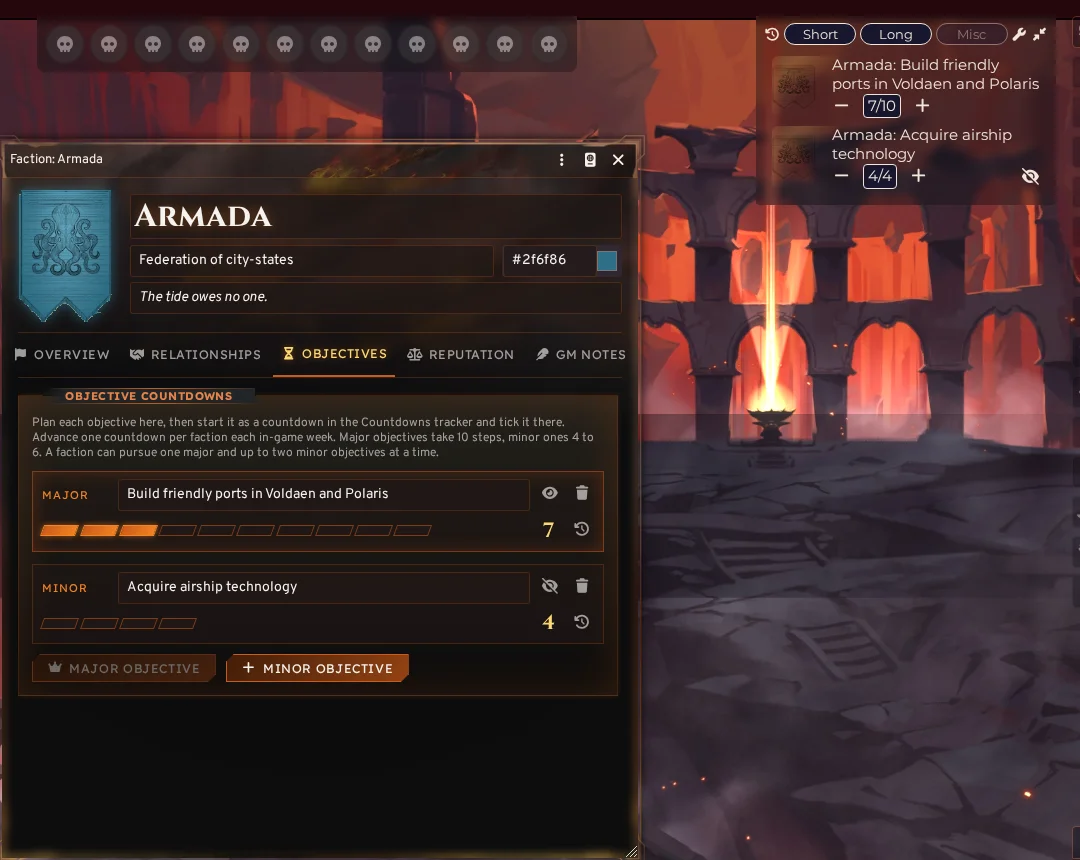 Short
Long
Misc
Armada: Build friendly
ports in Voldaen and Polaris
7/10
Armada: Acquire airship
technology
4/4
Faction: Armada
ARMADA
Federation of city-states
#2f6f86
The tide owes no one.
OVERVIEW
RELATIONSHIPS
OBJECTIVES
REPUTATION
GM NOTES
OBJECTIVE COUNTDOWNS
Plan each objective here, then start it as a countdown in the Countdowns tracker and tick it there.
Advance one countdown per faction each in-game week. Major objectives take 10 steps, minor ones 4 to
6. A faction can pursue one major and up to two minor objectives at a time.
MAJOR
Build friendly ports in Voldaen and Polaris
7
MINOR
Acquire airship technology
4
MAJOR OBJECTIVE
MINOR OBJECTIVE